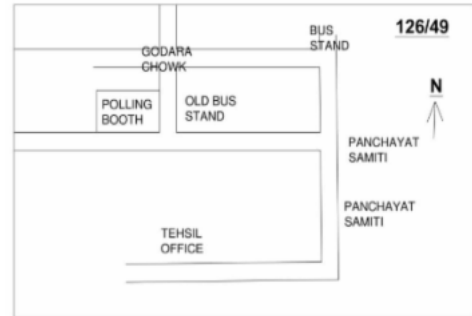 BUS
STAND
126/49
GODARA
CHOWK
N
POLLING
BOOTH
OLD BUS
STAND
PANCHAYAT
SAMITI
PANCHAYAT
SAMITI
TEHSIL
OFFICE